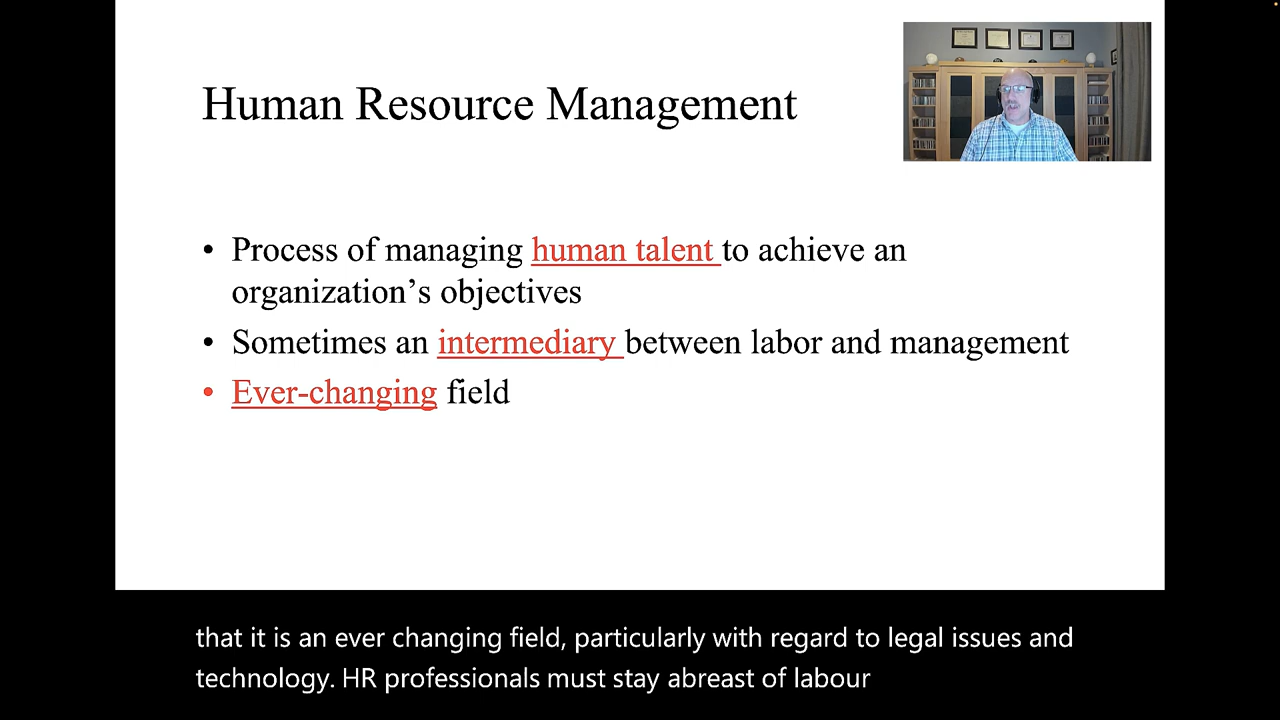 Human Resource Management
• Process of managing human talent to achieve an
organization’s objectives
• Sometimes an intermediary between labor and management
• Ever-changing field
that it is an ever changing field, particularly with regard to legal issues and
technology. HR professionals must stay abreast of labour